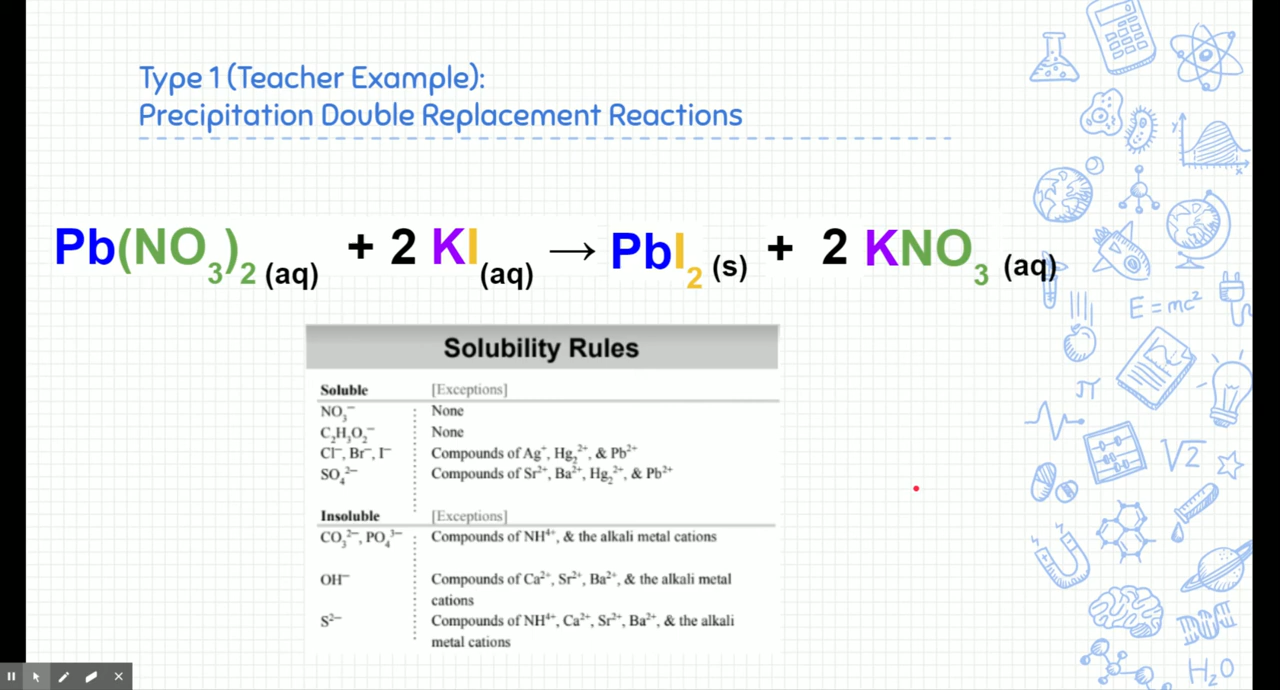 Type 1 (Teacher Example):
Precipitation Double Replacement Reactions
Pb(NO₃)₂ (aq) + 2 KI(aq) → PbI₂ (s) + 2 KNO₃ (aq)
Solubility Rules
Soluble [Exceptions]
NO₃⁻ None
C₂H₃O₂⁻ None
Cl⁻, Br⁻, I⁻ Compounds of Ag⁺, Hg₂²⁺, & Pb²⁺
SO₄²⁻ Compounds of Sr²⁺, Ba²⁺, Hg₂²⁺, & Pb²⁺
Insoluble [Exceptions]
CO₃²⁻, PO₄³⁻ Compounds of NH⁴⁺, & the alkali metal cations
OH⁻ Compounds of Ca²⁺, Sr²⁺, Ba²⁺, & the alkali metal
cations
S²⁻ Compounds of NH⁴⁺, Ca²⁺, Sr²⁺, Ba²⁺, & the alkali
metal cations
y
x
E = mc²
π
√2
H₂O